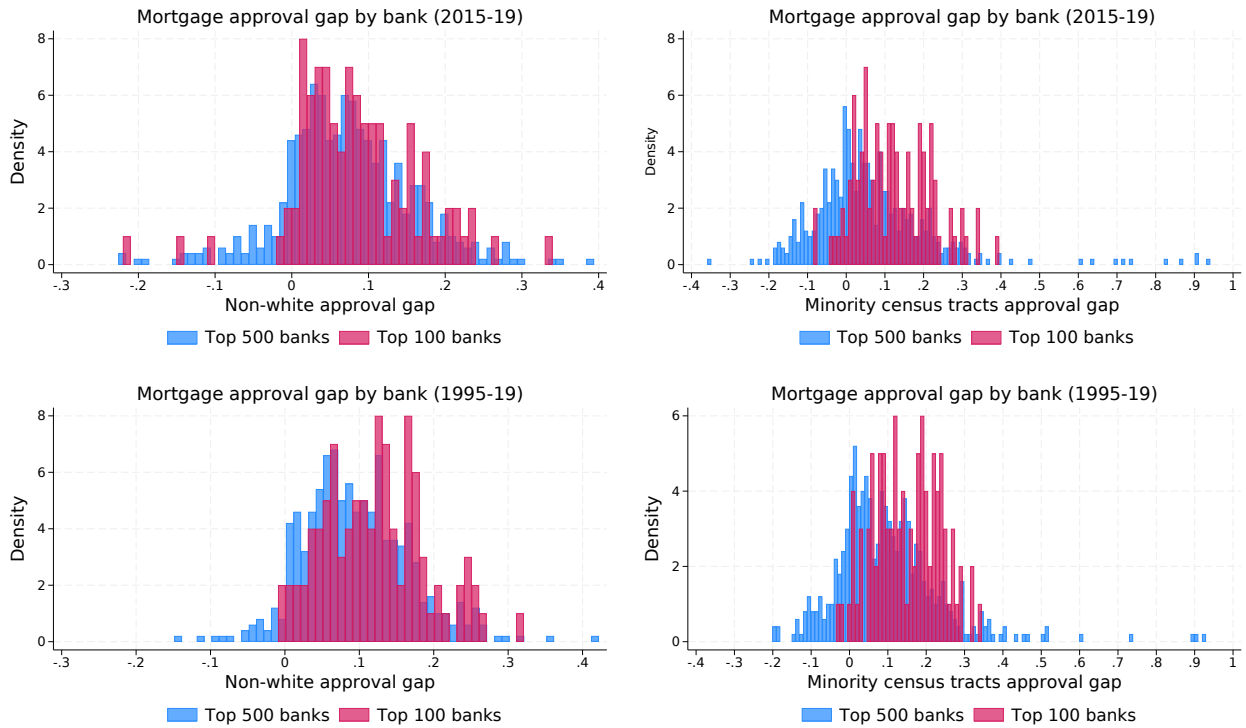 Mortgage approval gap by bank (2015-19)
8
6
4
2
0
Density
-.3 -.2 -.1 0 .1 .2 .3 .4
Non-white approval gap
Top 500 banks Top 100 banks
Mortgage approval gap by bank (2015-19)
8
6
4
2
0
Density
-.4 -.3 -.2 -.1 0 .1 .2 .3 .4 .5 .6 .7 .8 .9 1
Minority census tracts approval gap
Top 500 banks Top 100 banks
Mortgage approval gap by bank (1995-19)
8
6
4
2
0
Density
-.3 -.2 -.1 0 .1 .2 .3 .4
Non-white approval gap
Top 500 banks Top 100 banks
Mortgage approval gap by bank (1995-19)
6
4
2
0
Density
-.4 -.3 -.2 -.1 0 .1 .2 .3 .4 .5 .6 .7 .8 .9 1
Minority census tracts approval gap
Top 500 banks Top 100 banks